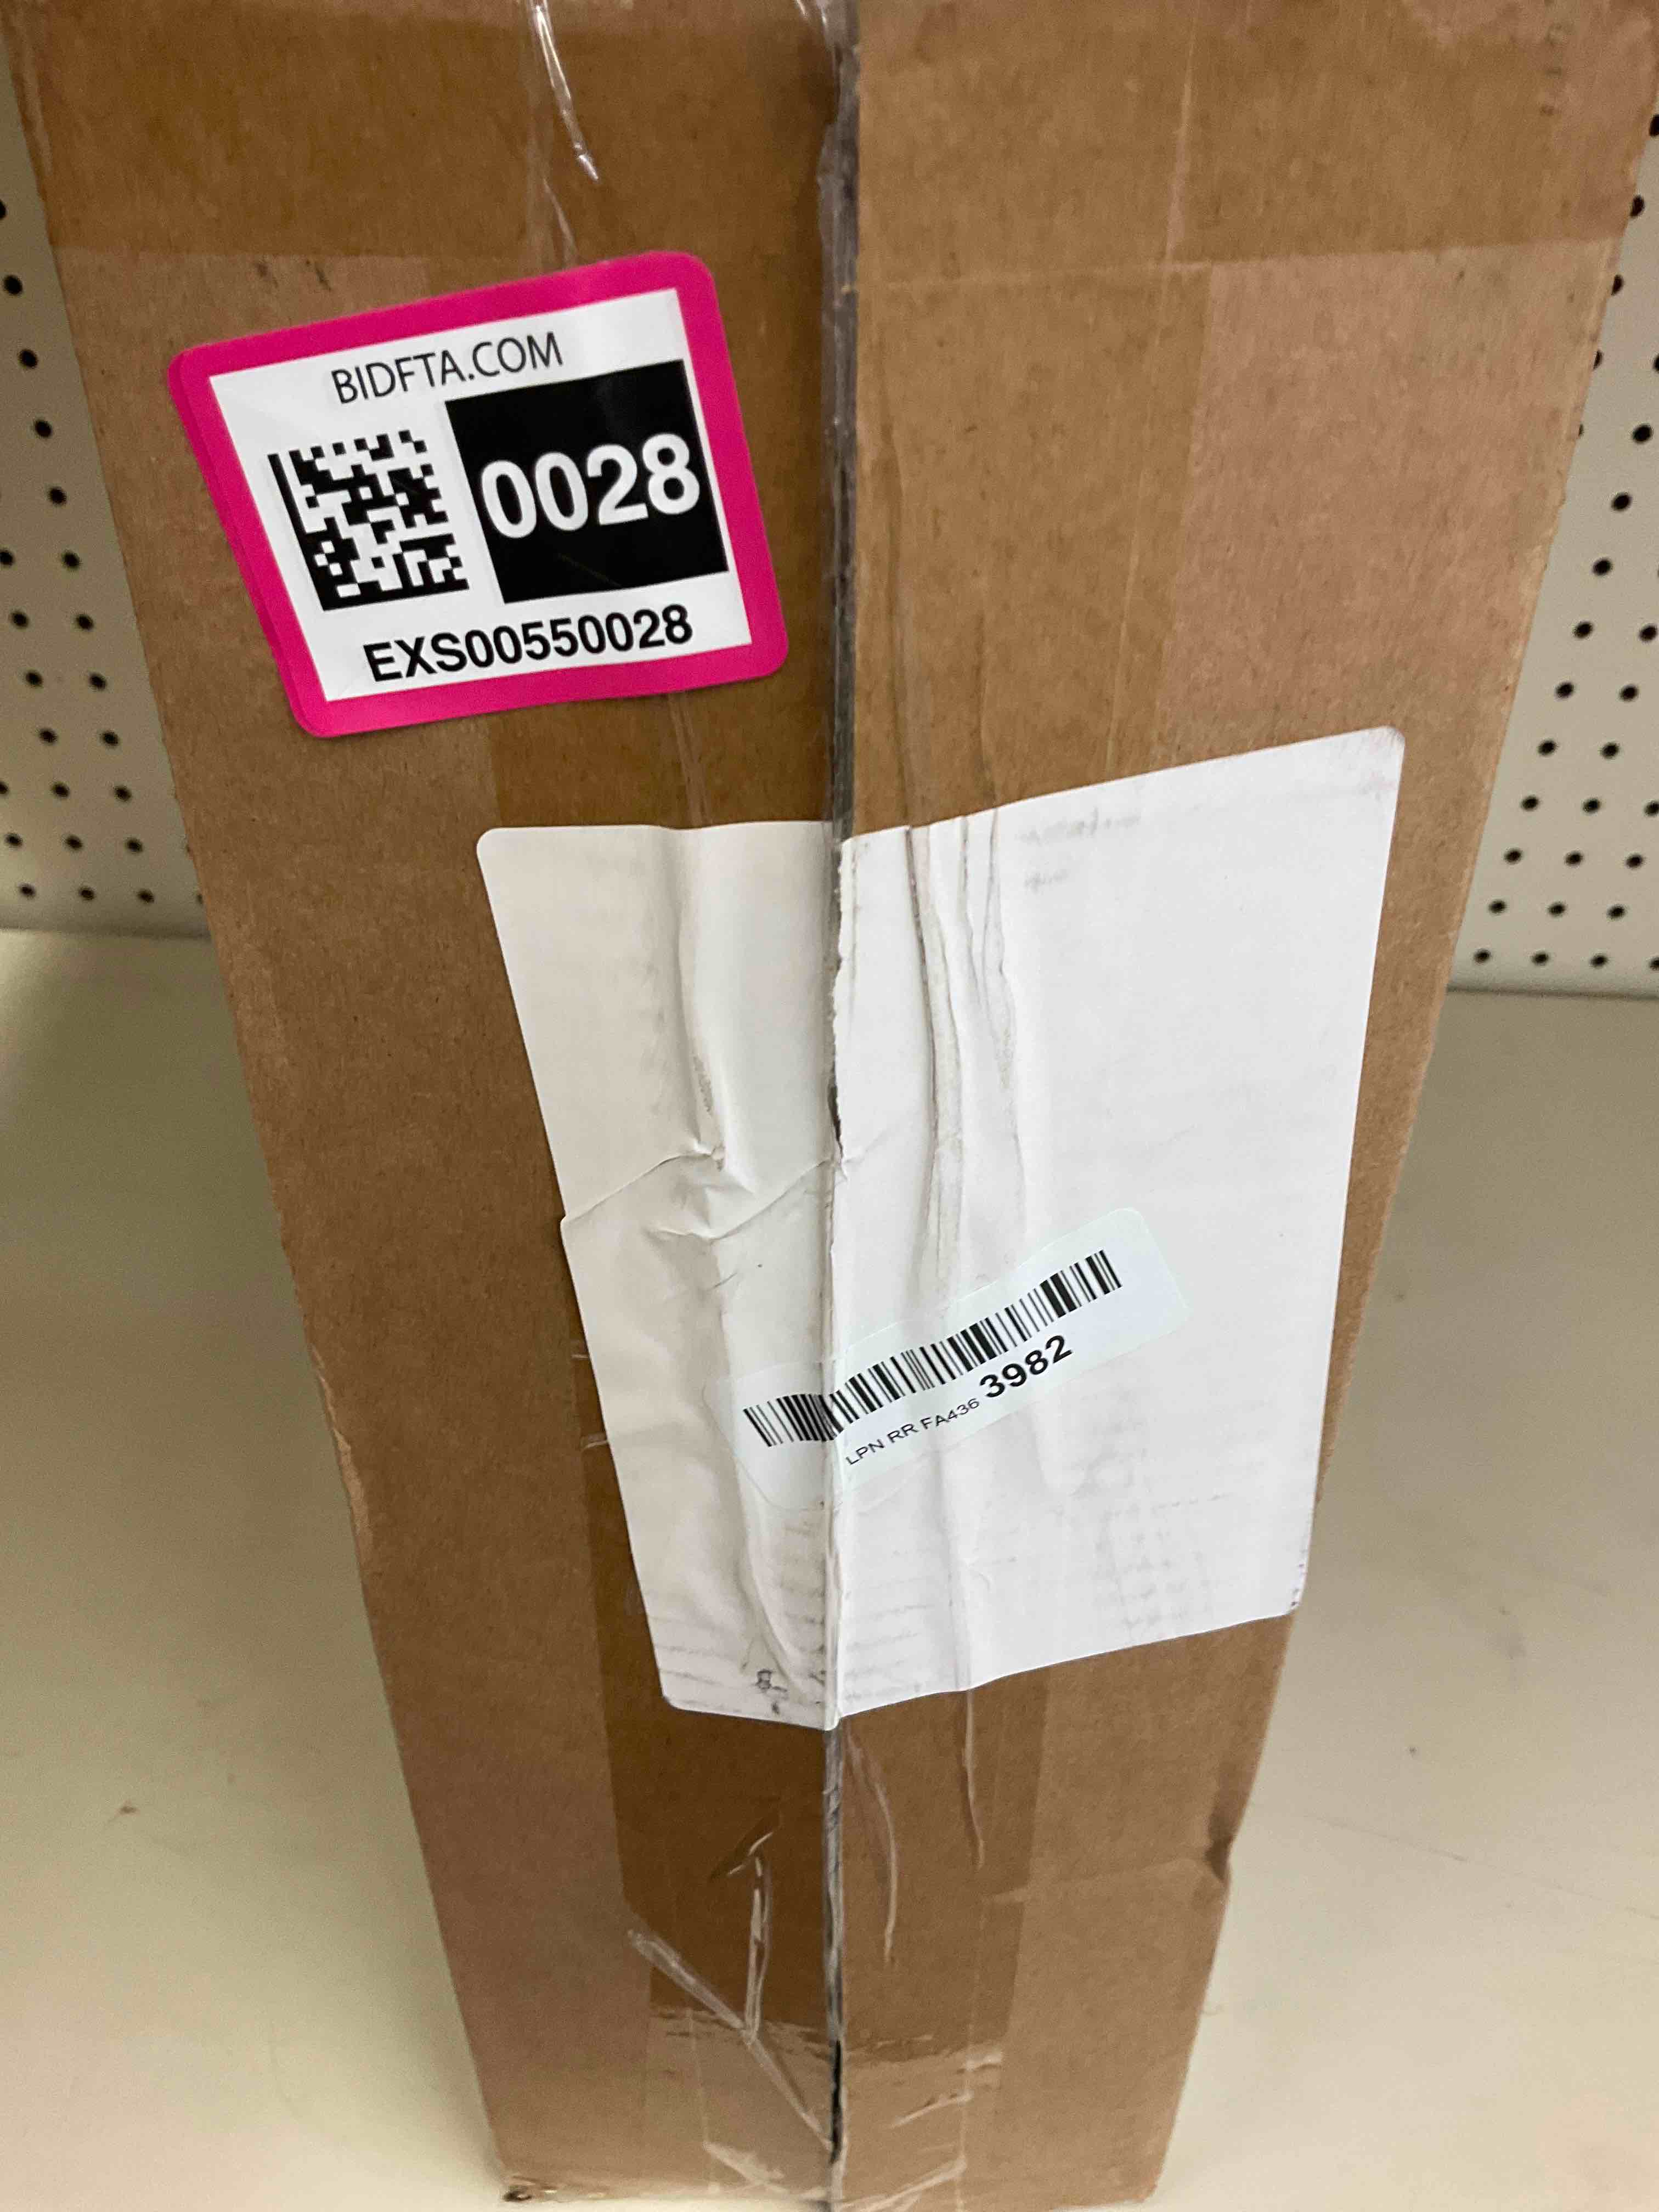 BIDFTA.COM
0028
EXS00550028
LPN RR FA436 3982